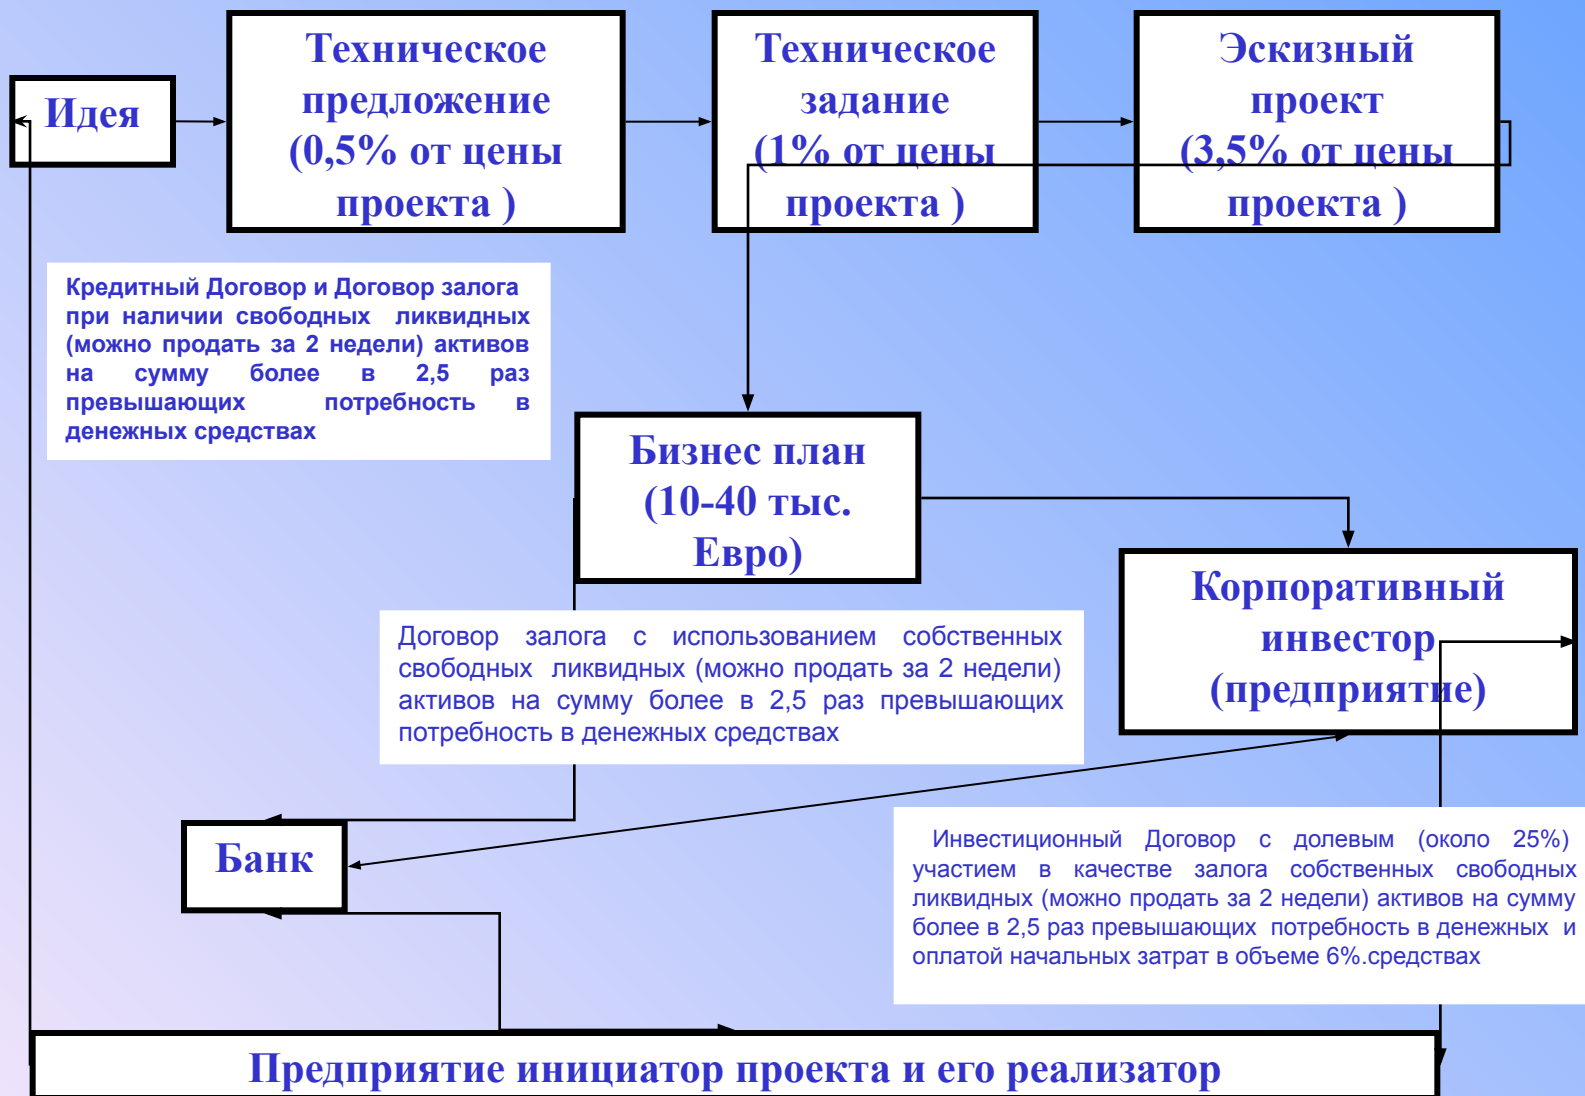 Идея
Техническое
предложение
(0,5% от цены
проекта )
Техническое
задание
(1% от цены
проекта )
Эскизный
проект
(3,5% от цены
проекта )
Кредитный Договор и Договор залога
при наличии свободных ликвидных
(можно продать за 2 недели) активов
на сумму более в 2,5 раз
превышающих потребность в
денежных средствах
Бизнес план
(10-40 тыс.
Евро)
Корпоративный
инвестор
(предприятие)
Договор залога с использованием собственных
свободных ликвидных (можно продать за 2 недели)
активов на сумму более в 2,5 раз превышающих
потребность в денежных средствах
Банк
Инвестиционный Договор с долевым (около 25%)
участием в качестве залога собственных свободных
ликвидных (можно продать за 2 недели) активов на сумму
более в 2,5 раз превышающих потребность в денежных и
оплатой начальных затрат в объеме 6%.средствах
Предприятие инициатор проекта и его реализатор